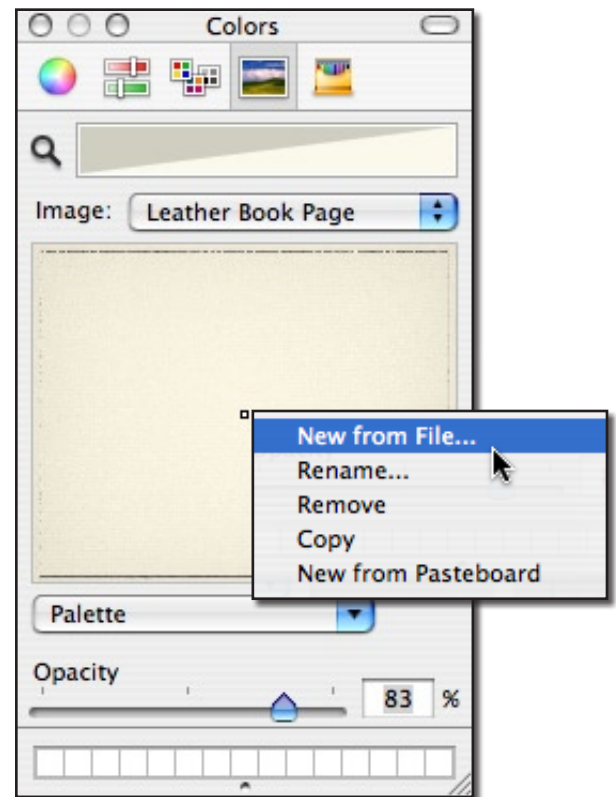 Colors
Image: Leather Book Page
New from File...
Rename...
Remove
Copy
New from Pasteboard
Palette
Opacity
83 %